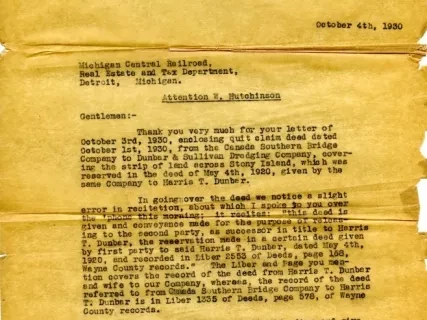 October 4th, 1930
Michigan Central Railroad,
Real Estate and Tax Department,
Detroit, Michigan.
Attention W. Hutchinson
Gentlemen:-
Thank you very much for your letter of
October 3rd, 1930, enclosing quit claim deed dated
October 1st, 1930, from the Canada Southern Bridge
Company to Dunbar & Sullivan Dredging Company, cover-
ing the strip of land across Stony Island, which was
reserved in the deed of May 4th, 1920, given by the
same Company to Harris T. Dunbar.
In going over the deed we notice a slight
error in recitation, about which I spoke to you over
the 'phone this morning; it recites "this deed is
given and conveyance made for the purpose of releas-
ing to the second party, as successor in title to Harris
T. Dunbar, the reservation made in a certain deed given
by first party to said Harris T. Dunbar, dated May 4th,
1920, and recorded in Liber 2553 of Deeds, page 168,
Wayne County records." The Liber and Page you men-
tion covers the record of the deed from Harris T. Dunbar
and wife to our Company, whereas, the record of the deed
referred to from Canada Southern Bridge Company to Harris
T. Dunbar is in Liber 1335 of Deeds, page 578, of Wayne
County records.